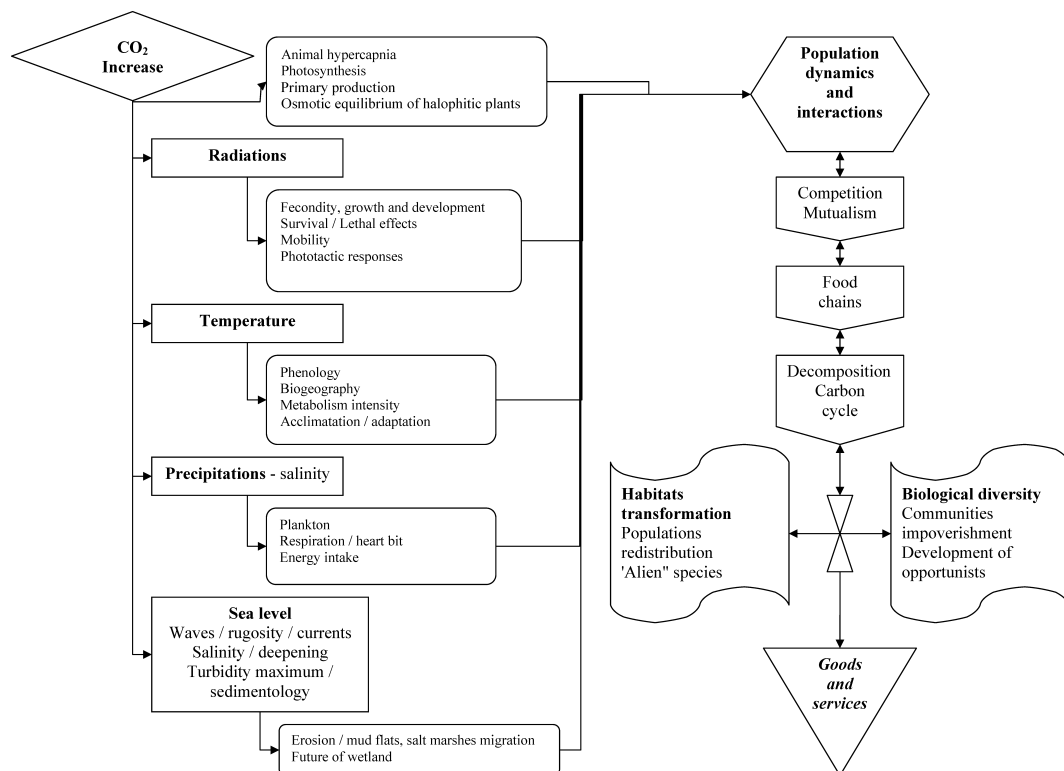 CO₂
Increase
Animal hypercapnia
Photosynthesis
Primary production
Osmotic equilibrium of halophitic plants
Radiations
Fecondity, growth and development
Survival / Lethal effects
Mobility
Phototactic responses
Temperature
Phenology
Biogeography
Metabolism intensity
Acclimatation / adaptation
Precipitations - salinity
Plankton
Respiration / heart bit
Energy intake
Sea level
Waves / rugosity / currents
Salinity / deepening
Turbidity maximum /
sedimentology
Erosion / mud flats, salt marshes migration
Future of wetland
Population
dynamics
and
interactions
Competition
Mutualism
Food
chains
Decomposition
Carbon
cycle
Habitats
transformation
Populations
redistribution
'Alien" species
Biological diversity
Communities
impoverishment
Development of
opportunists
Goods
and
services